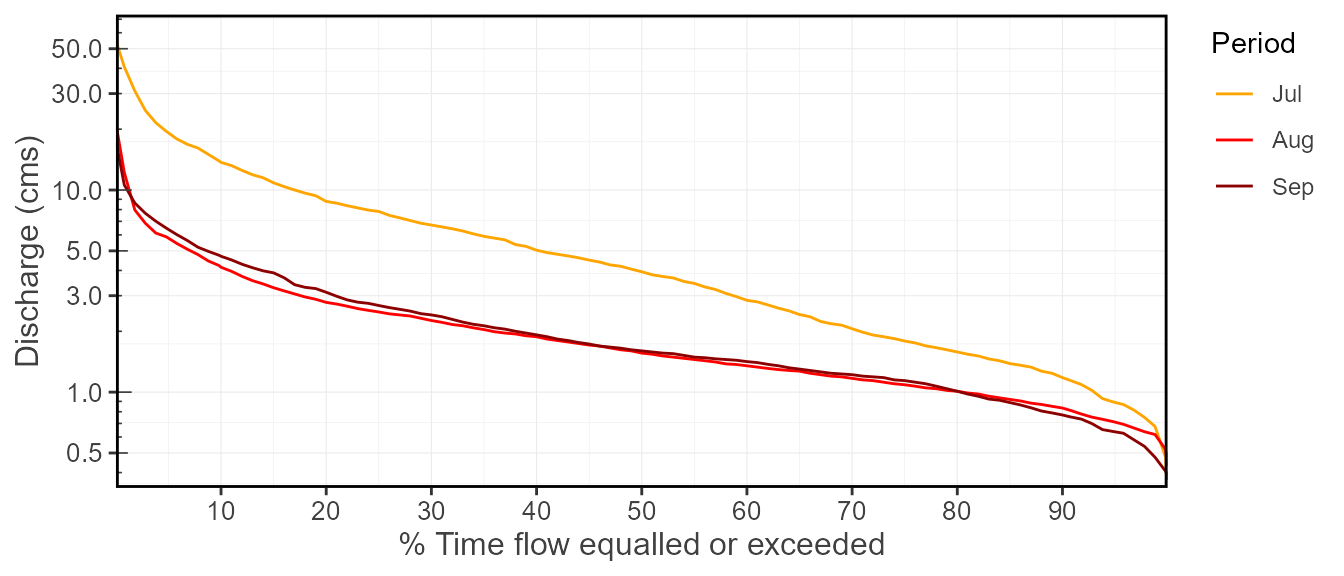 50.0
30.0
10.0
5.0
3.0
1.0
0.5
Discharge (cms)
10 20 30 40 50 60 70 80 90
% Time flow equalled or exceeded
Period
Jul
Aug
Sep